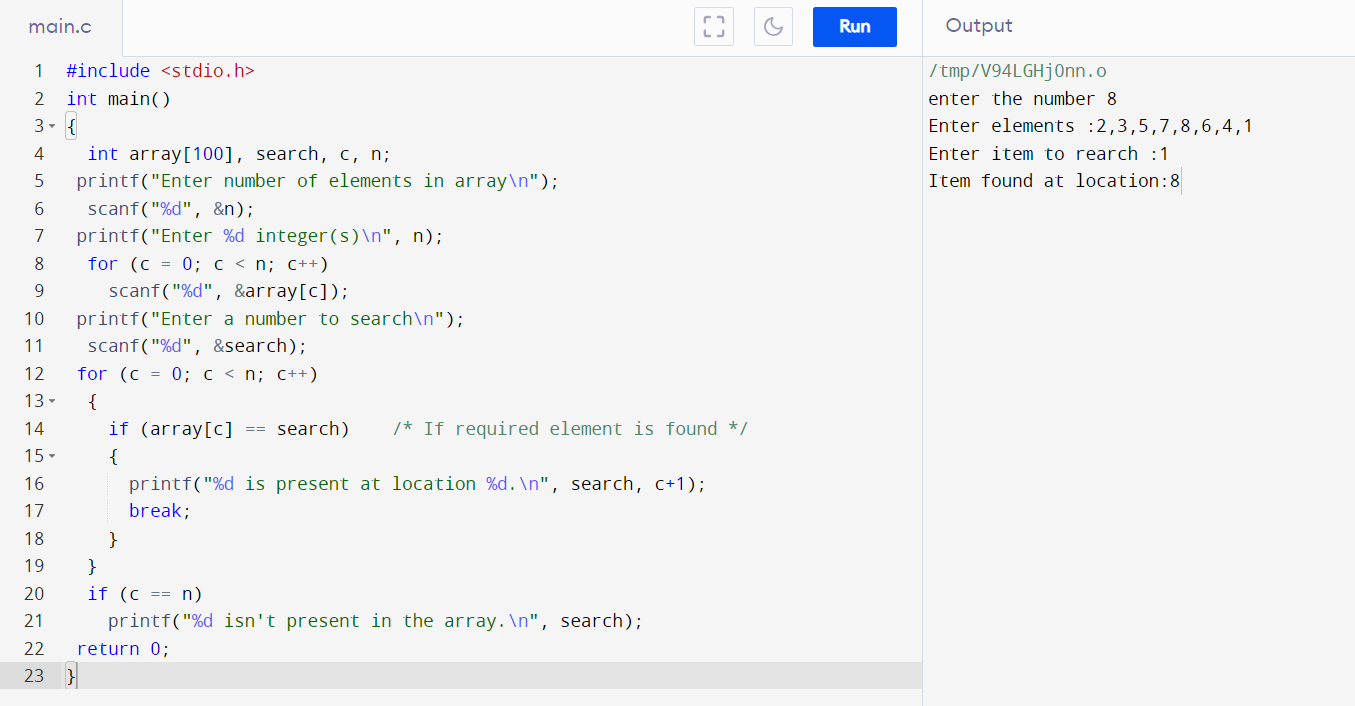 main.c
Run
Output
1 #include <stdio.h>
2 int main()
3 {
4 int array[100], search, c, n;
5 printf("Enter number of elements in array\n");
6 scanf("%d", &n);
7 printf("Enter %d integer(s)\n", n);
8 for (c = 0; c < n; c++)
9 scanf("%d", &array[c]);
10 printf("Enter a number to search\n");
11 scanf("%d", &search);
12 for (c = 0; c < n; c++)
13 {
14 if (array[c] == search)    /* If required element is found */
15 {
16 printf("%d is present at location %d.\n", search, c+1);
17 break;
18 }
19 }
20 if (c == n)
21 printf("%d isn't present in the array.\n", search);
22 return 0;
23 }
/tmp/V94LGHjOnn.o
enter the number 8
Enter elements :2,3,5,7,8,6,4,1
Enter item to rearch :1
Item found at location:8